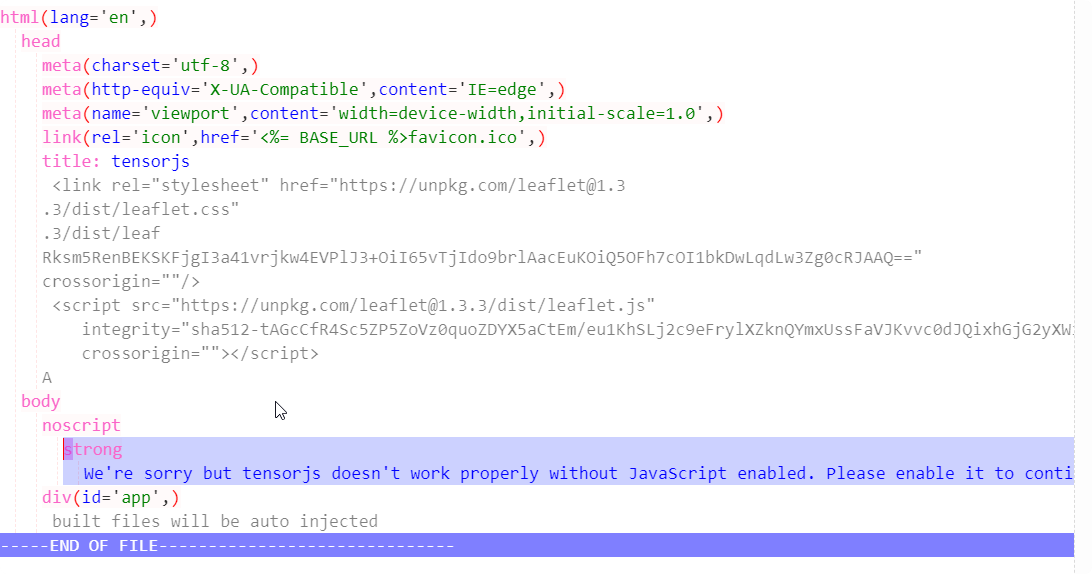 html(lang='en',)
head
meta(charset='utf-8',)
meta(http-equiv='X-UA-Compatible',content='IE=edge',)
meta(name='viewport',content='width=device-width,initial-scale=1.0',)
link(rel='icon',href='<%= BASE_URL %>favicon.ico',)
title: tensorjs
<link rel="stylesheet" href="https://unpkg.com/leaflet@1.3
.3/dist/leaflet.css"
.3/dist/leaf
Rksm5RenBEKSKFjgI3a41vrjkw4EVPlJ3+OiI65vTjIdo9brlAacEuKOiQ5OFh7cOI1bkDwLqdLw3Zg0cRJAAQ=="
crossorigin=""/>
<script src="https://unpkg.com/leaflet@1.3.3/dist/leaflet.js"
integrity="sha512-tAGcCfR4Sc5ZP5ZoVz0quoZDYX5aCtEm/eu1KhSLj2c9eFrylXZknQYmxUssFaVJKvvc0dJQixhGjG2yXW
crossorigin=""></script>
A
body
noscript
strong
We're sorry but tensorjs doesn't work properly without JavaScript enabled. Please enable it to conti
div(id='app',)
built files will be auto injected
-----END OF FILE------------------------------